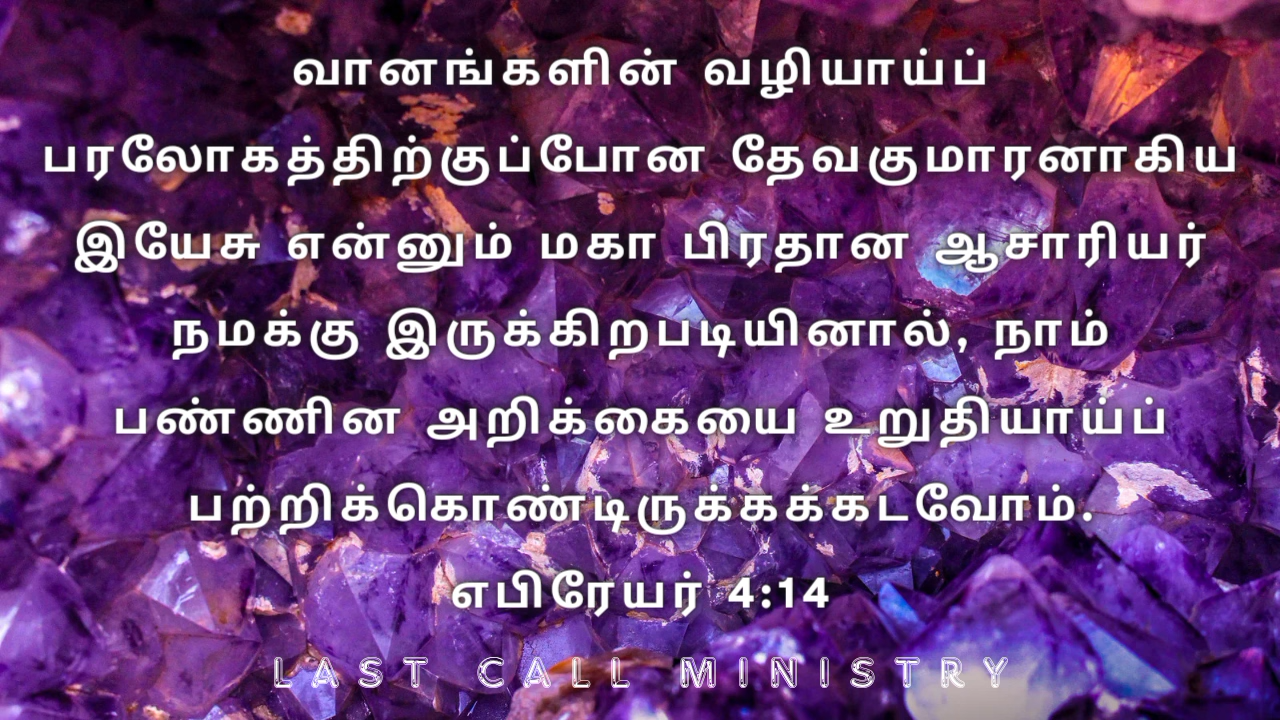 வானங்களின் வழியாய்ப்
பரலோகத்திற்குப்போன தேவகுமாரனாகிய
இயேசு என்னும் மகா பிரதான ஆசாரியர்
நமக்கு இருக்கிறபடியினால், நாம்
பண்ணின அறிக்கையை உறுதியாய்ப்
பற்றிக்கொண்டிருக்கக்கடவோம்.
எபிரேயர் 4:14
LAST CALL MINISTRY